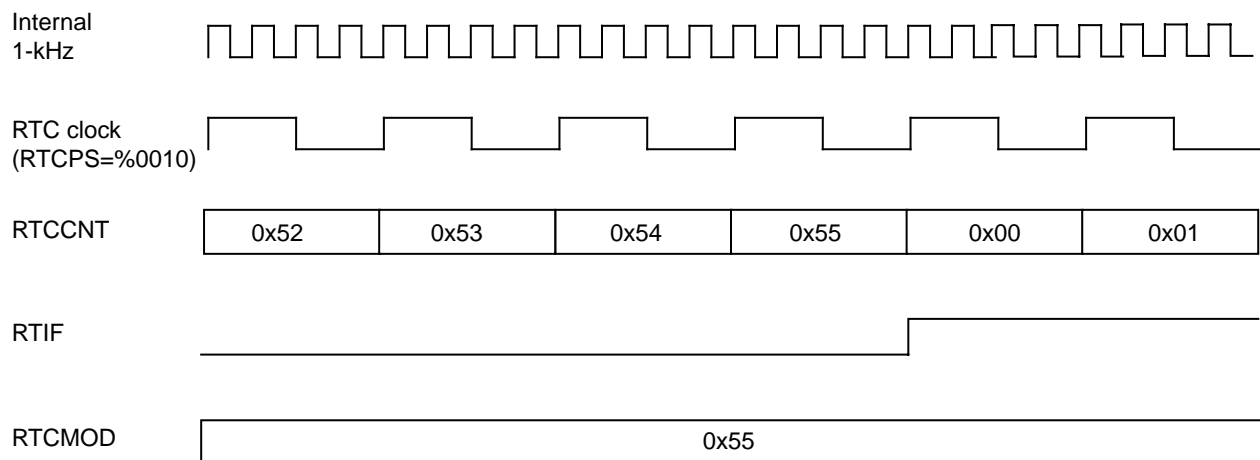 Internal
1-kHz
RTC clock
(RTCPS=%0010)
RTCCNT
0x52 0x53 0x54 0x55 0x00 0x01
RTIF
RTCMOD
0x55